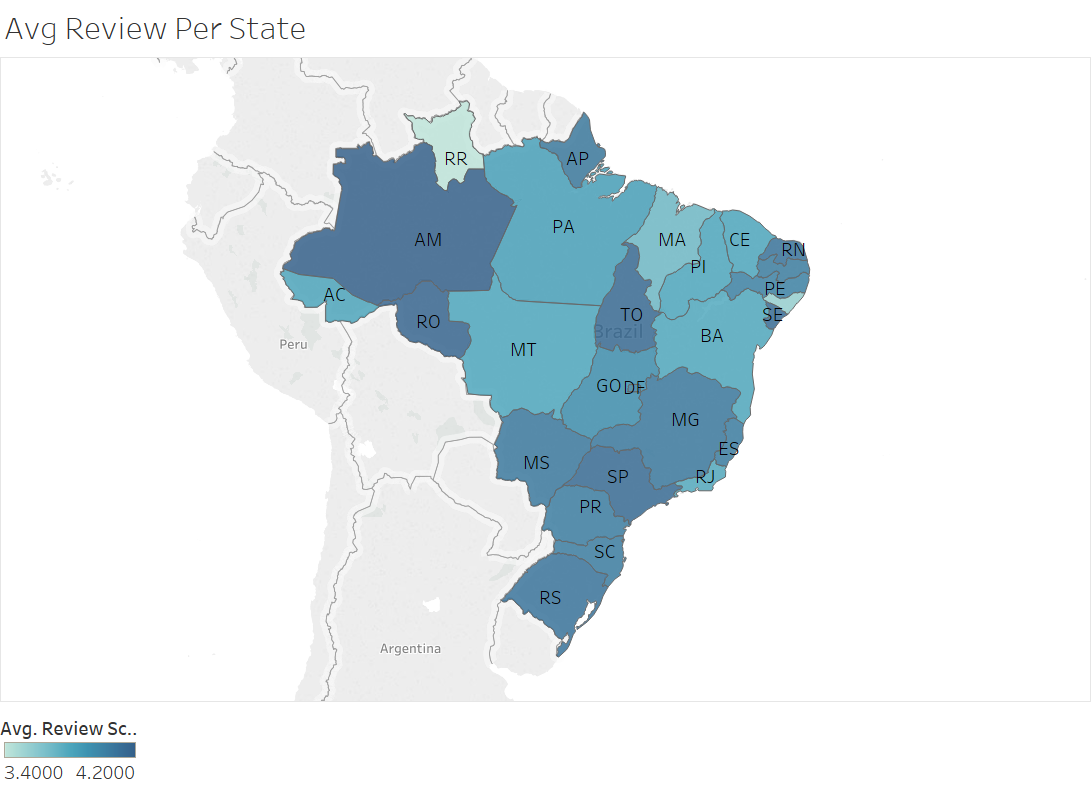 Avg Review Per State
RR
AP
PA
AM
MA
CE
RN
PI
PE
AC
SE
TO
RO
Brazil
BA
Peru
MT
GO
DF
MG
ES
MS
SP
RJ
PR
SC
RS
Argentina
Avg. Review Sc..
3.4000 4.2000